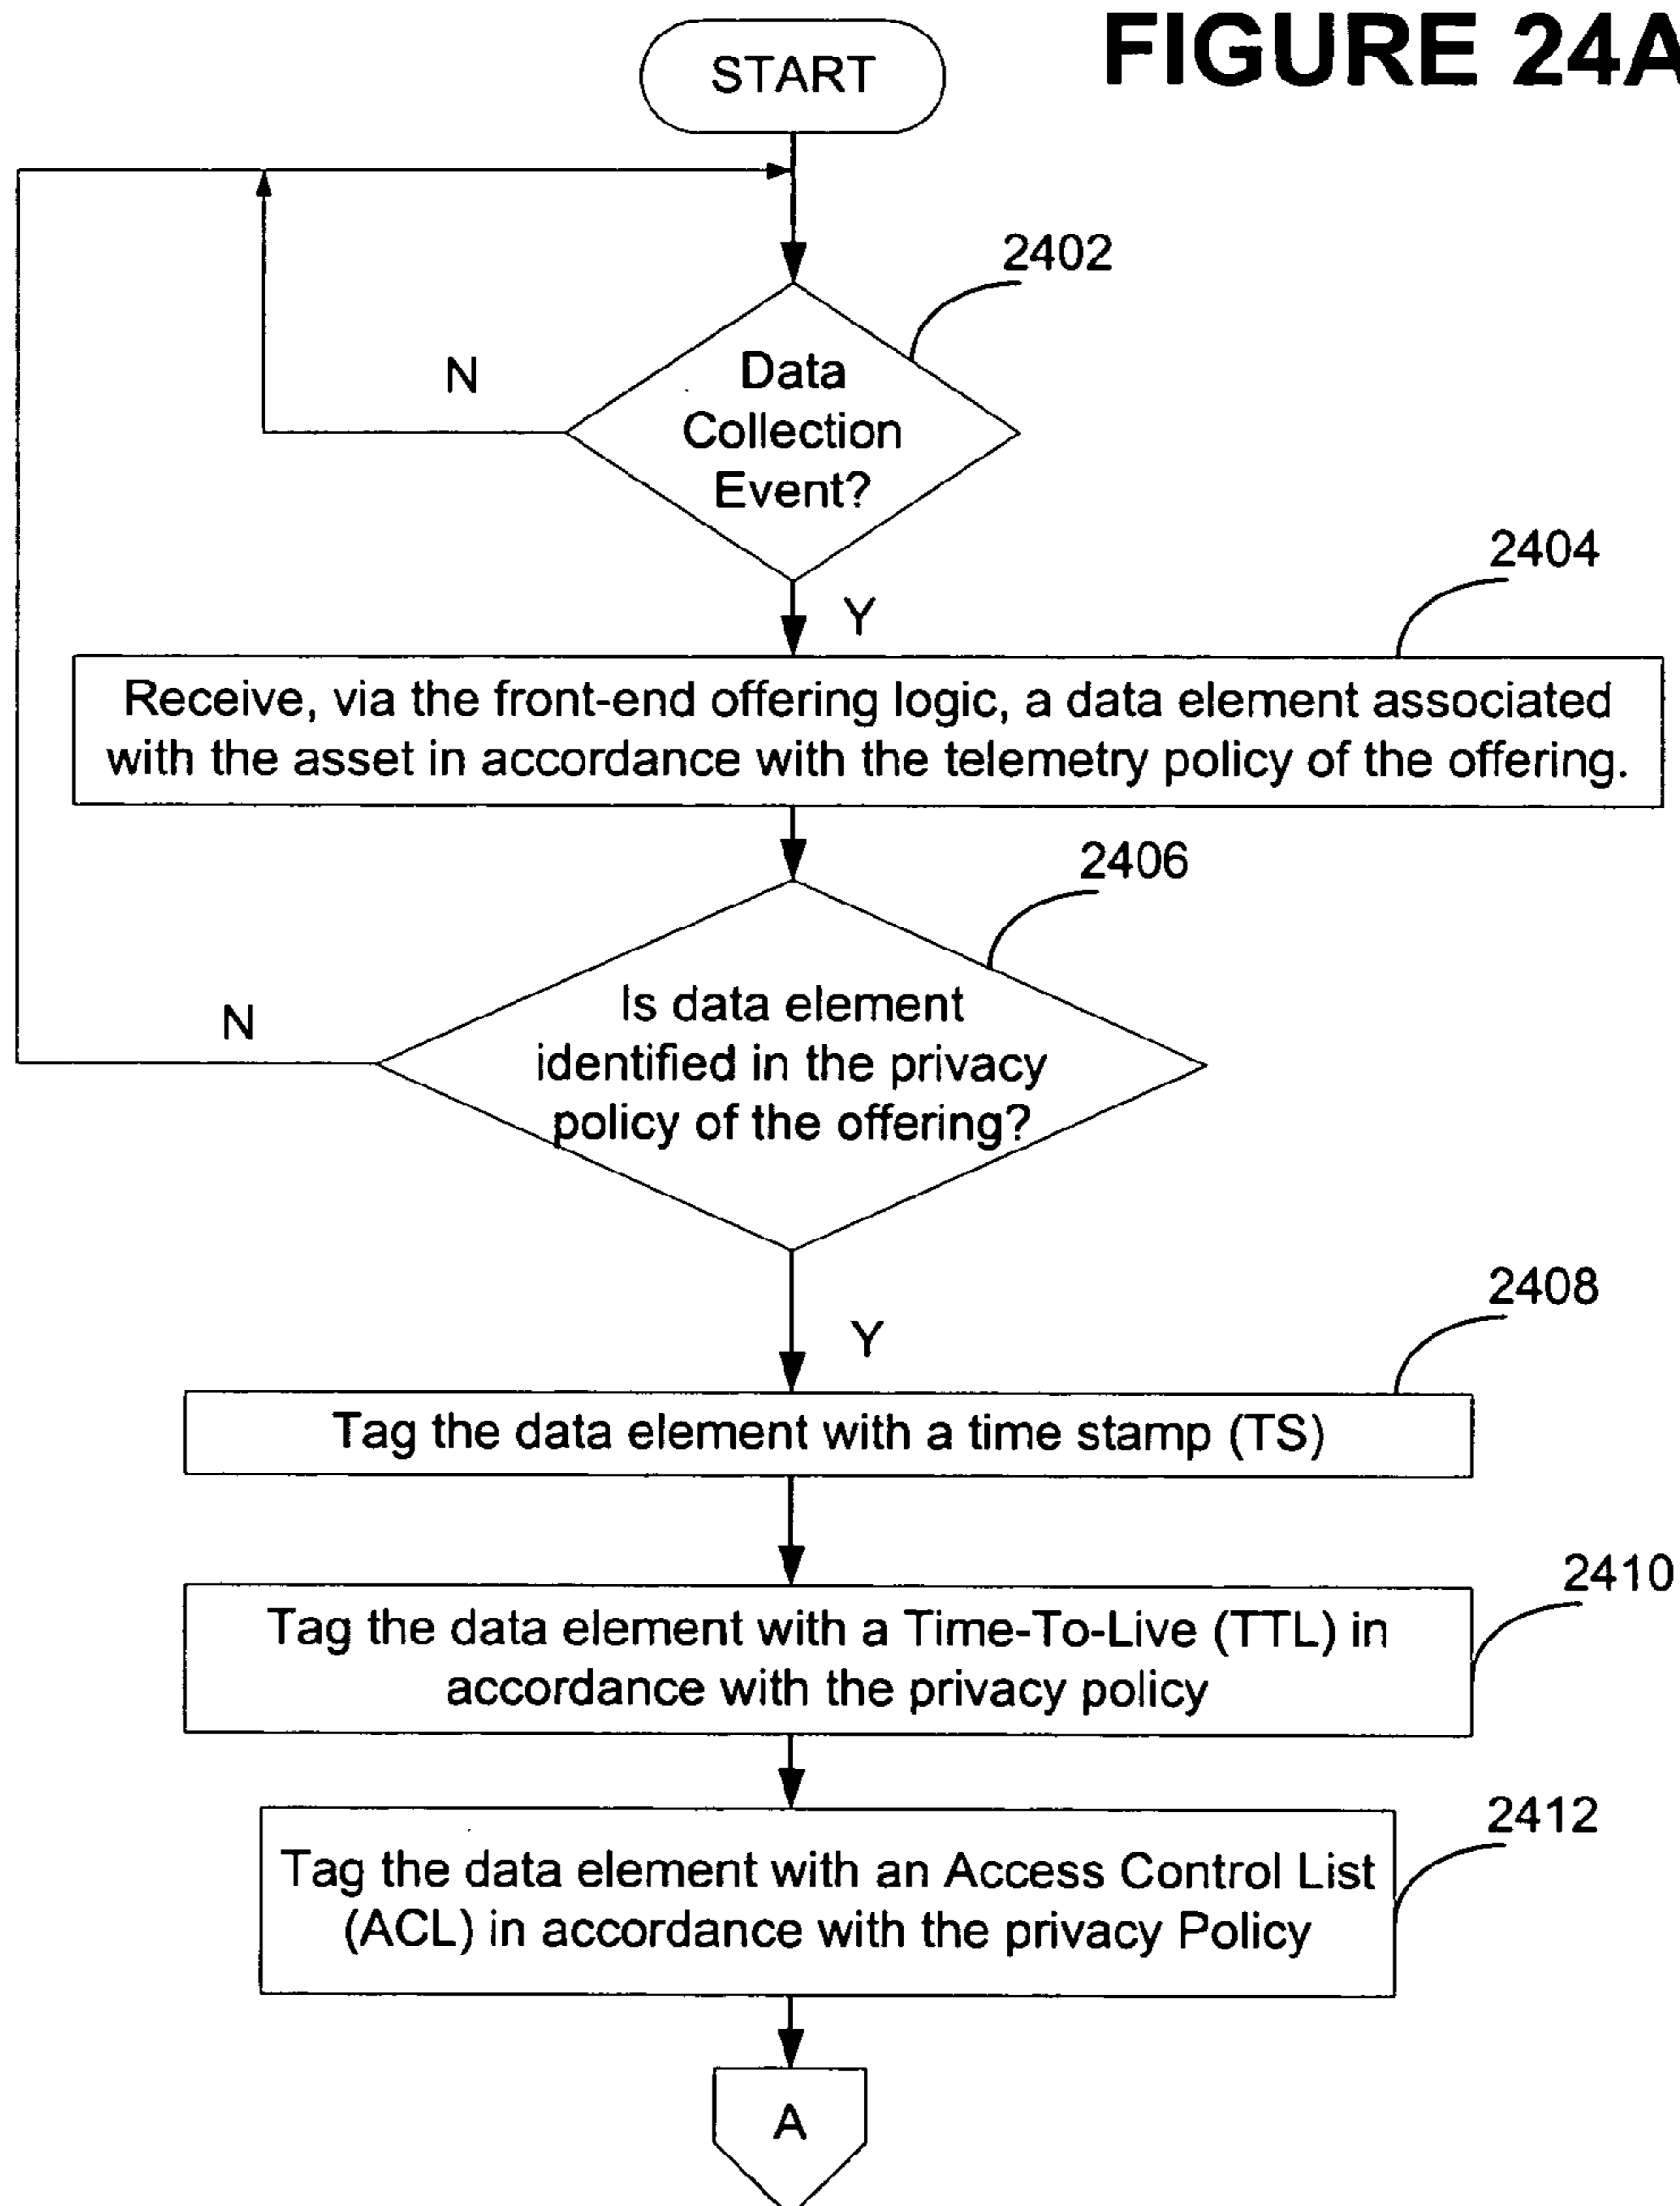 FIGURE 24A
START
2402
N
Data
Collection
Event?
2404
Y
Receive, via the front-end offering logic, a data element associated
with the asset in accordance with the telemetry policy of the offering.
2406
N
Is data element
identified in the privacy
policy of the offering?
2408
Y
Tag the data element with a time stamp (TS)
2410
Tag the data element with a Time-To-Live (TTL) in
accordance with the privacy policy
2412
Tag the data element with an Access Control List
(ACL) in accordance with the privacy Policy
A